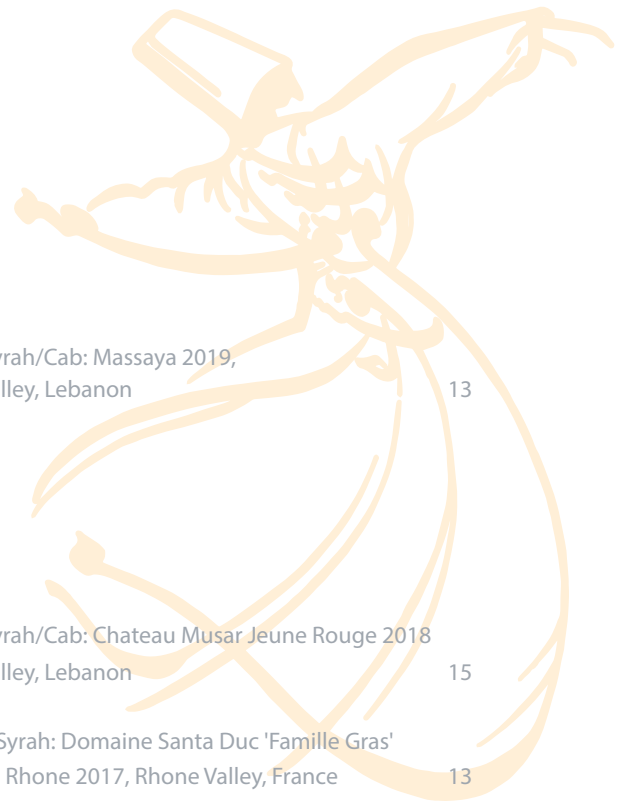 yrah/Cab: Massaya 2019,
lley, Lebanon 13
yrah/Cab: Chateau Musar Jeune Rouge 2018
lley, Lebanon 15
Syrah: Domaine Santa Duc 'Famille Gras'
Rhone 2017, Rhone Valley, France 13